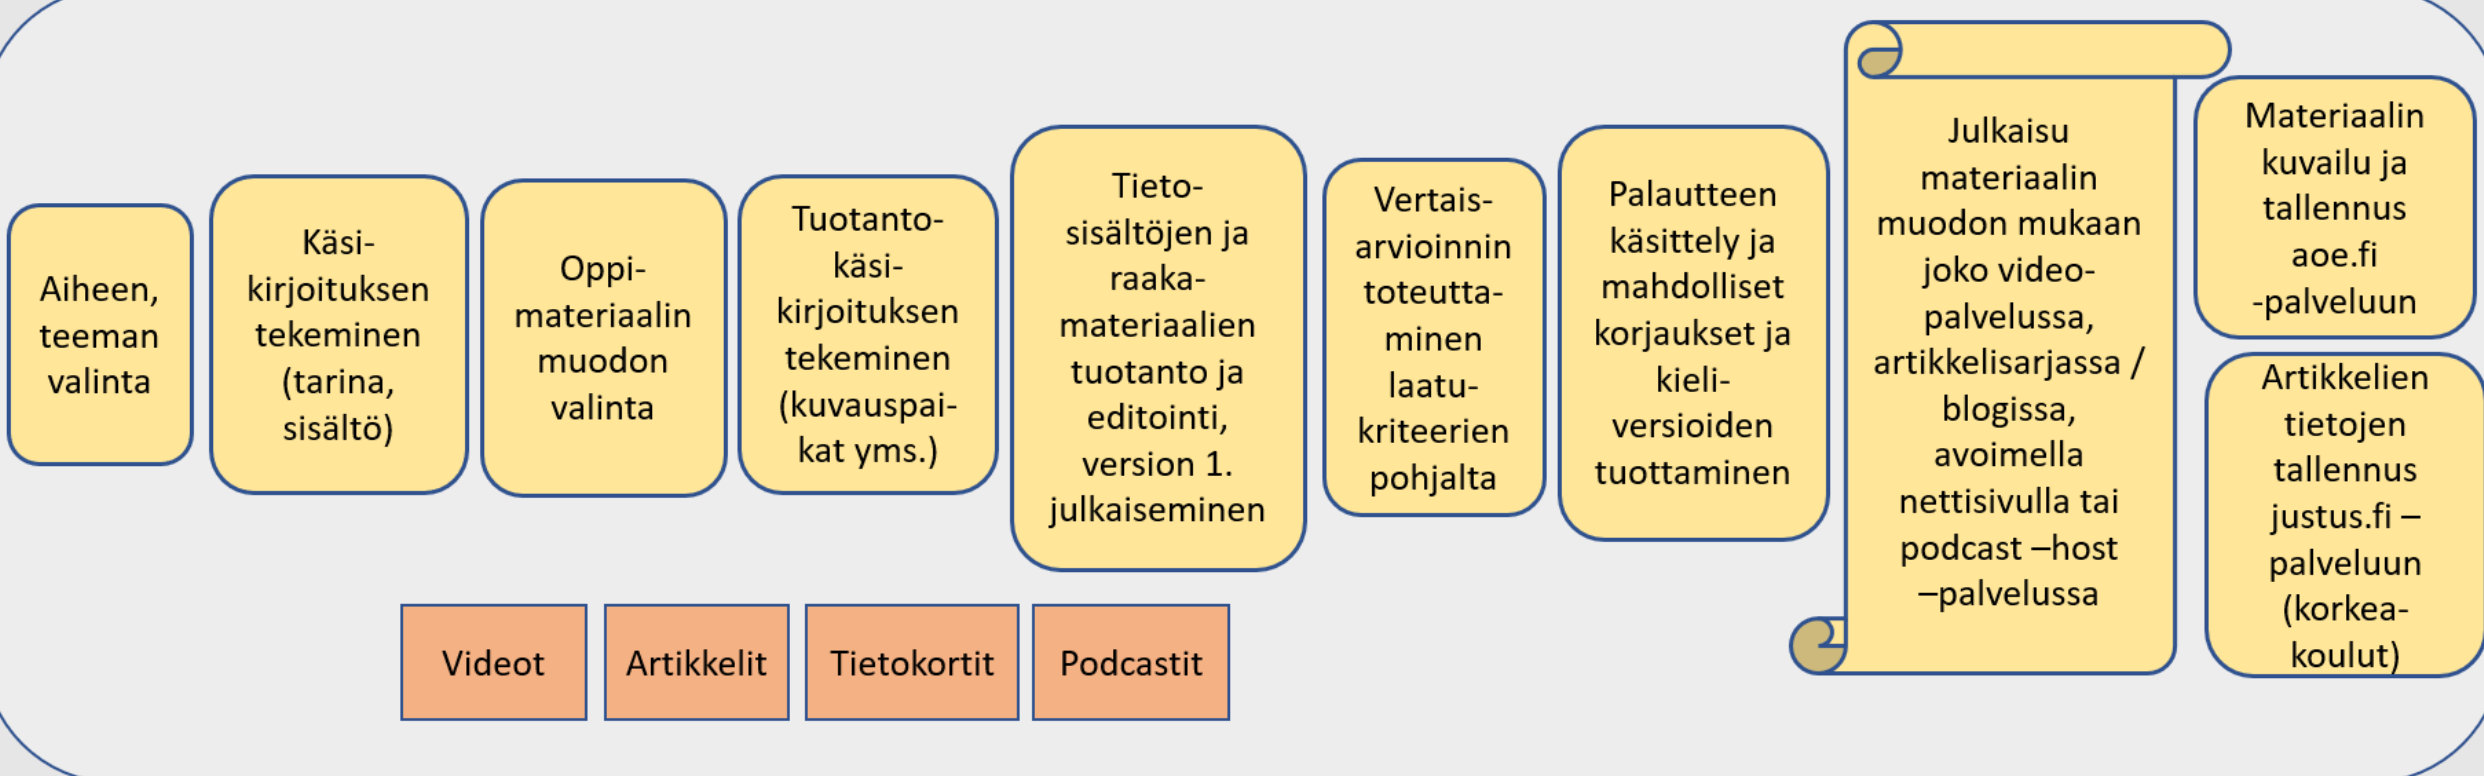 Aiheen,
teeman
valinta
Käsi-
kirjoituksen
tekeminen
(tarina,
sisältö)
Oppi-
materiaalin
muodon
valinta
Tuotanto-
käsi-
kirjoituksen
tekeminen
(kuvauspai-
kat yms.)
Tieto-
sisältöjen ja
raaka-
materiaalien
tuotanto ja
editointi,
version 1.
julkaiseminen
Vertais-
arvioinnin
toteutta-
minen
laatu-
kriteerien
pohjalta
Palautteen
käsittely ja
mahdolliset
korjaukset ja
kieli-
versioiden
tuottaminen
Julkaisu
materiaalin
muodon mukaan
joko video-
palvelussa,
artikkelisarjassa /
blogissa,
avoimella
nettisivulla tai
podcast –host
–palvelussa
Materiaalin
kuvailu ja
tallennus
aoe.fi
-palveluun
Artikkelien
tietojen
tallennus
justus.fi –
palveluun
(korkea-
koulut)
Videot
Artikkelit
Tietokortit
Podcastit